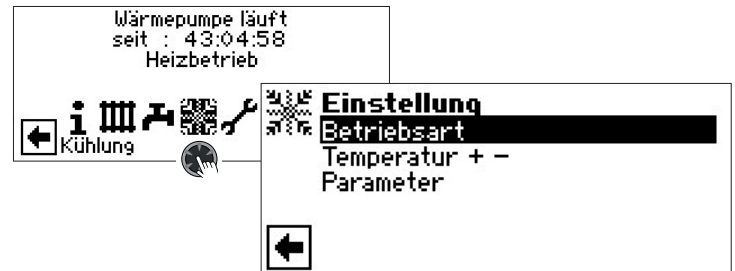 Wärmepumpe läuft
seit : 43:04:58
Heizbetrieb
Kühlung
Einstellung
Betriebsart
Temperatur + −
Parameter